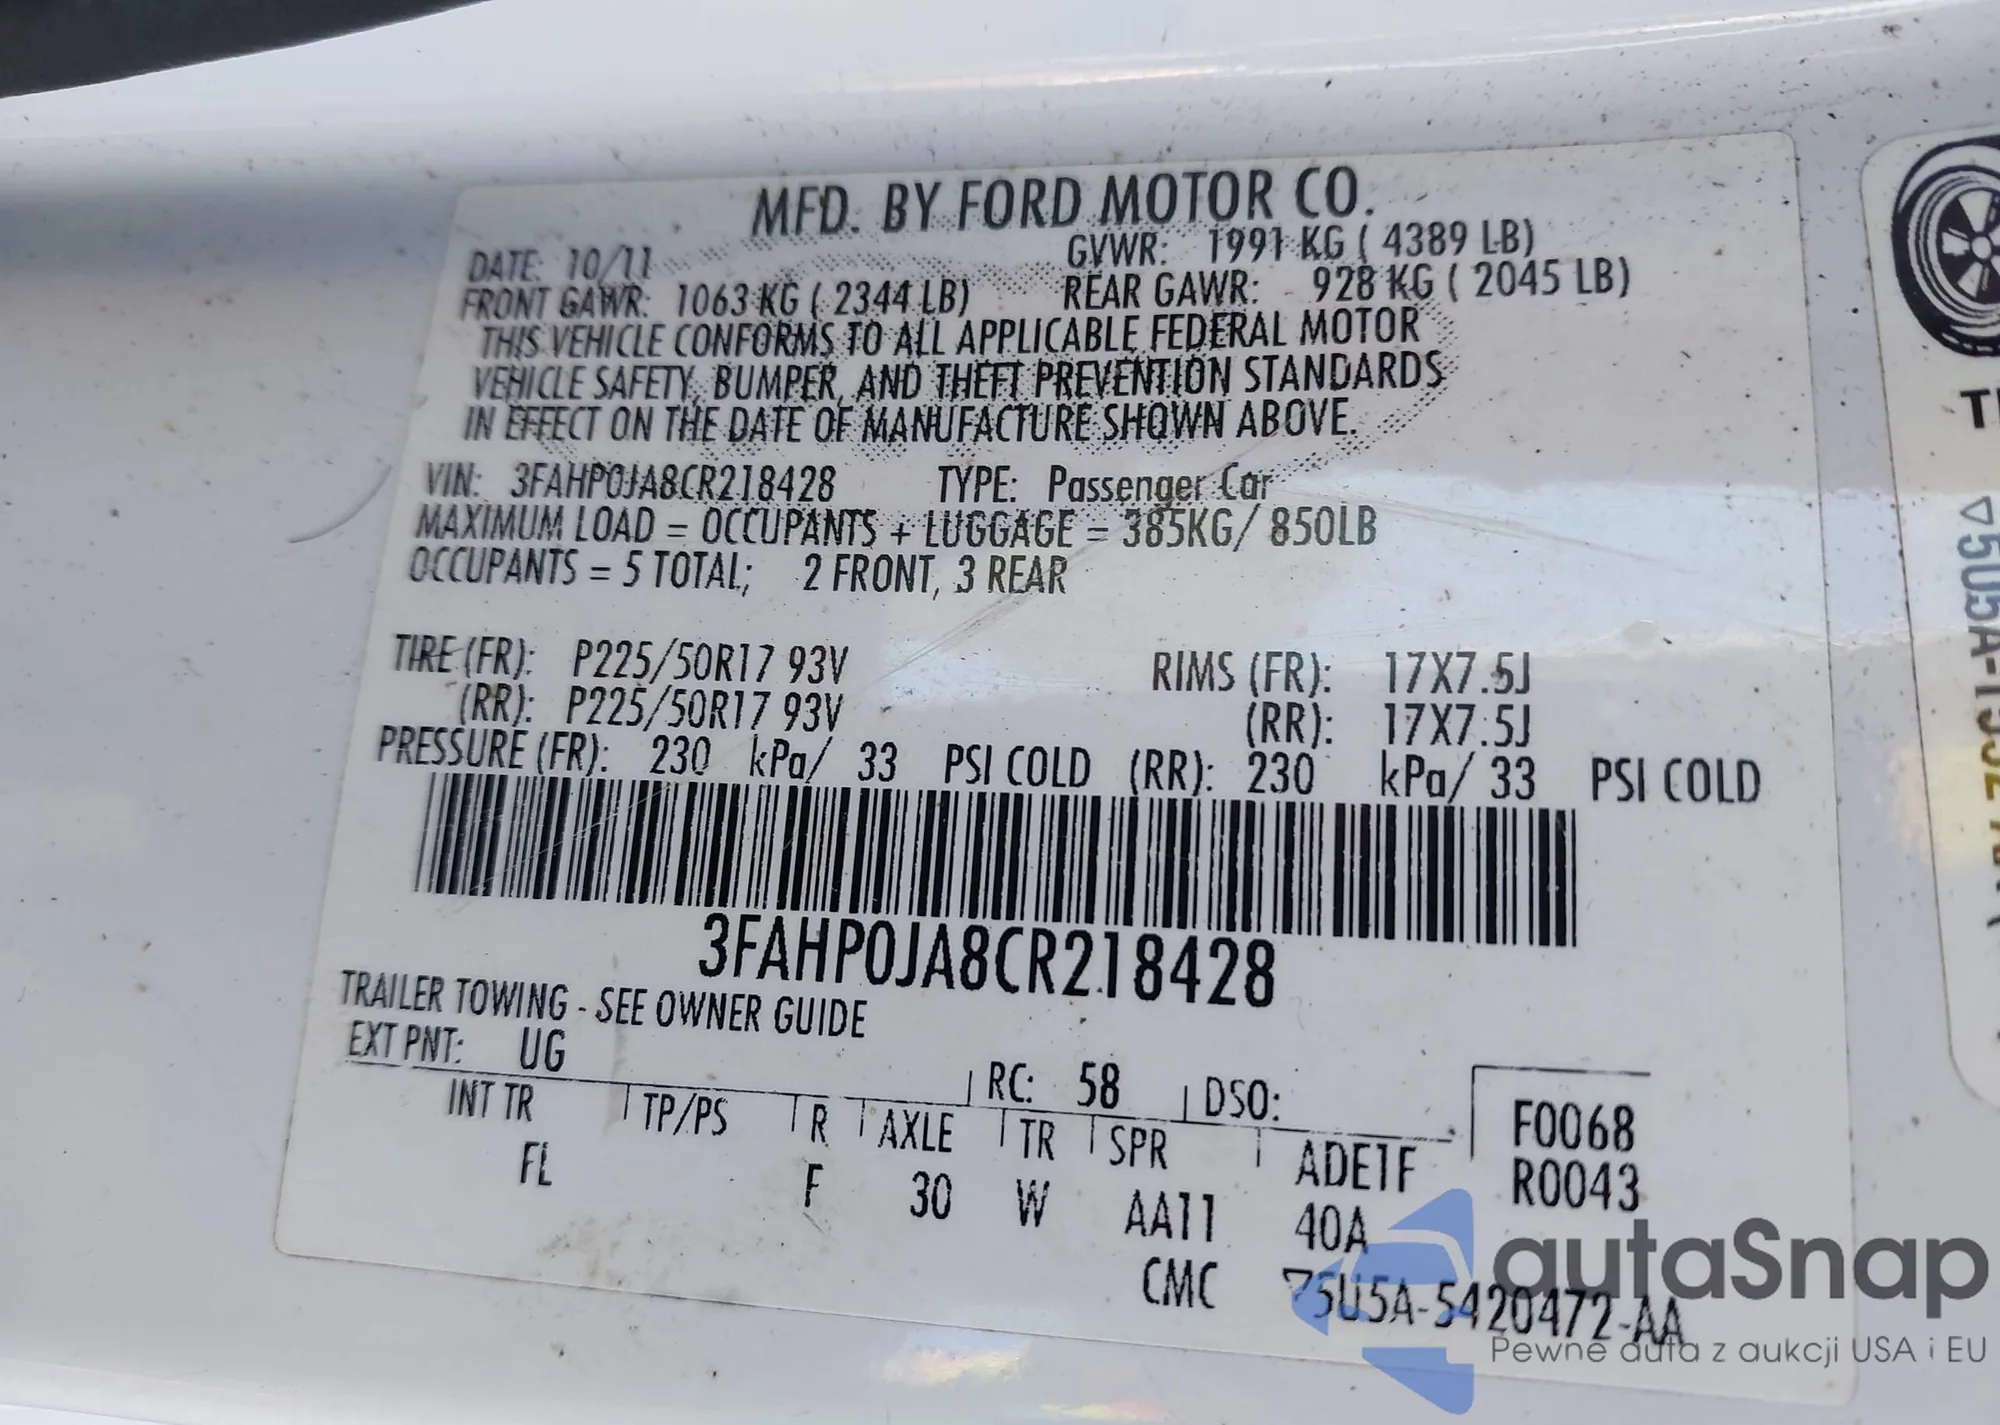 MFD. BY FORD MOTOR CO.
DATE: 10/11 GVWR: 1991 KG ( 4389 LB)
FRONT GAWR: 1063 KG ( 2344 LB) REAR GAWR: 928 KG ( 2045 LB)
THIS VEHICLE CONFORMS TO ALL APPLICABLE FEDERAL MOTOR
VEHICLE SAFETY, BUMPER, AND THEFT PREVENTION STANDARDS
IN EFFECT ON THE DATE OF MANUFACTURE SHOWN ABOVE.
VIN: 3FAHP0JA8CR218428 TYPE: Passenger Car
MAXIMUM LOAD = OCCUPANTS + LUGGAGE = 385KG/ 850LB
OCCUPANTS = 5 TOTAL; 2 FRONT, 3 REAR
TIRE (FR): P225/50R17 93V RIMS (FR): 17X7.5J
(RR): P225/50R17 93V (RR): 17X7.5J
PRESSURE (FR): 230 kPa/ 33 PSI COLD (RR): 230 kPa/ 33 PSI COLD
3FAHP0JA8CR218428
TRAILER TOWING - SEE OWNER GUIDE
EXT PNT: UG RC: 58 DSO: F0068
INT TR TP/PS R AXLE TR SPR ADE1F R0043
FL F 30 W AA11 40A
CMC 75U5A-5420472-AA
autaSnap
Pewne auta z aukcji USA i EU